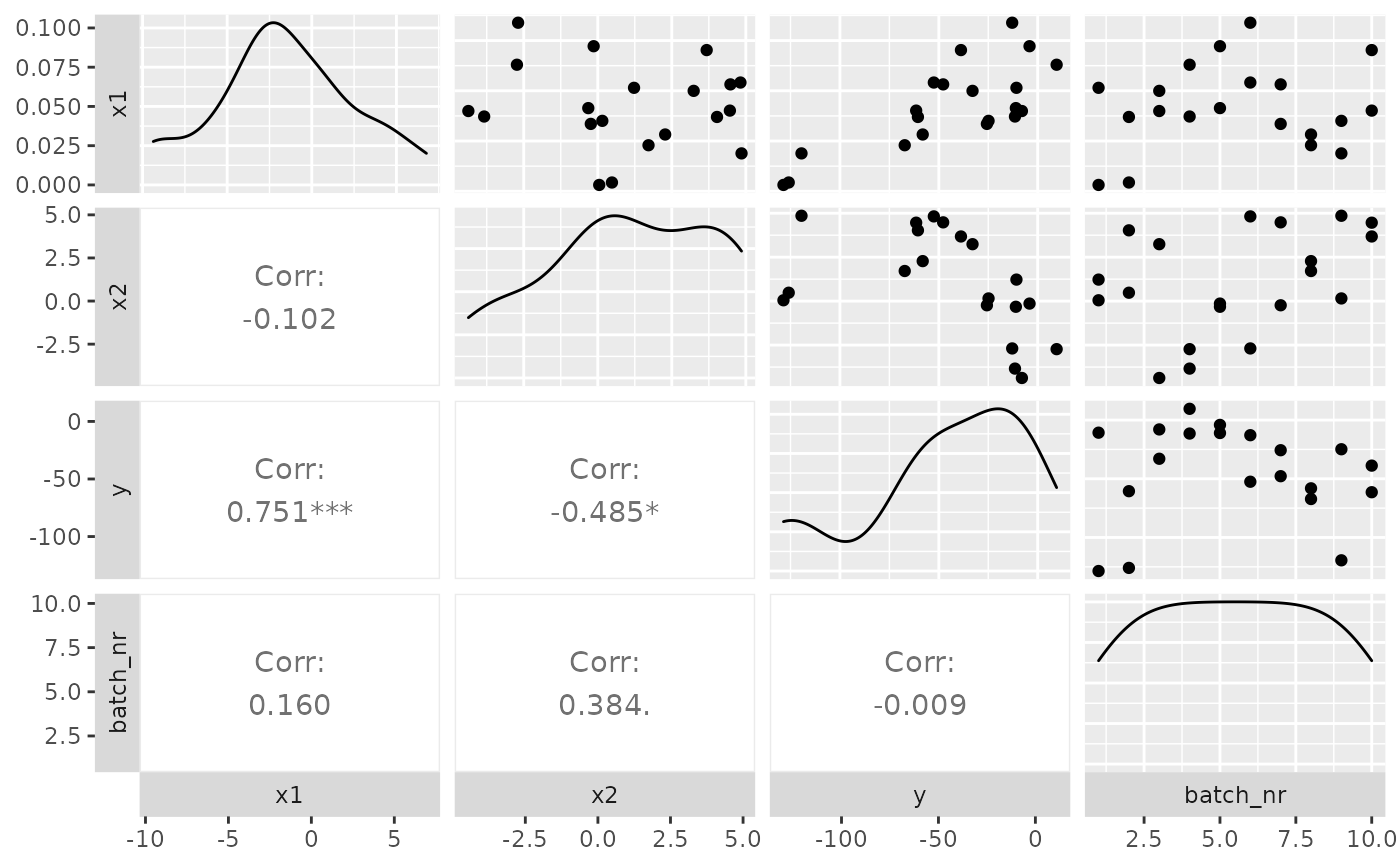 0.100
0.075
0.050
0.025
0.000
x1
5.0
2.5
0.0
-2.5
x2
Corr:
-0.102
0
-50
-100
y
Corr:
0.751***
Corr:
-0.485*
10.0
7.5
5.0
2.5
batch_nr
Corr:
0.160
Corr:
0.384.
Corr:
-0.009
x1 x2 y batch_nr
-10 -5 0 5 -2.5 0.0 2.5 5.0 -100 -50 0 2.5 5.0 7.5 10.0